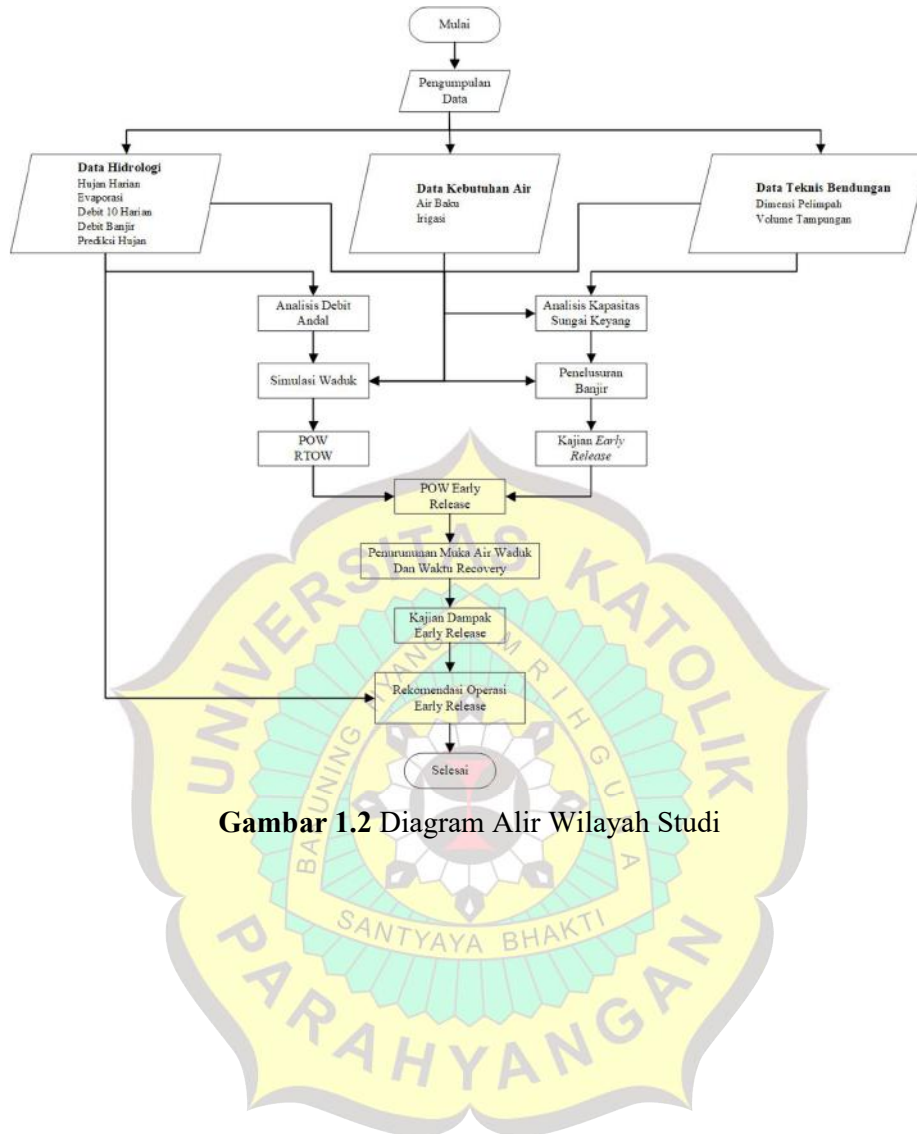 Mulai
Pengumpulan
Data
Data Hidrologi
Hujan Harian
Evaporasi
Debit 10 Harian
Debit Banjir
Prediksi Hujan
Data Kebutuhan Air
Air Baku
Irigasi
Data Teknis Bendungan
Dimensi Pelimpah
Volume Tampungan
Analisis Debit
Andal
Analisis Kapasitas
Sungai Keyang
Simulasi Waduk
Penelusuran
Banjir
POW
RTOW
Kajian Early
Release
POW Early
Release
Penurununan Muka Air Waduk
Dan Waktu Recovery
Kajian Dampak
Early Release
Rekomendasi Operasi
Early Release
Selesai
Gambar 1.2 Diagram Alir Wilayah Studi
UNIVERSITAS KATOLIK
PARAHYANGAN
SANTYAYA BHAKTI